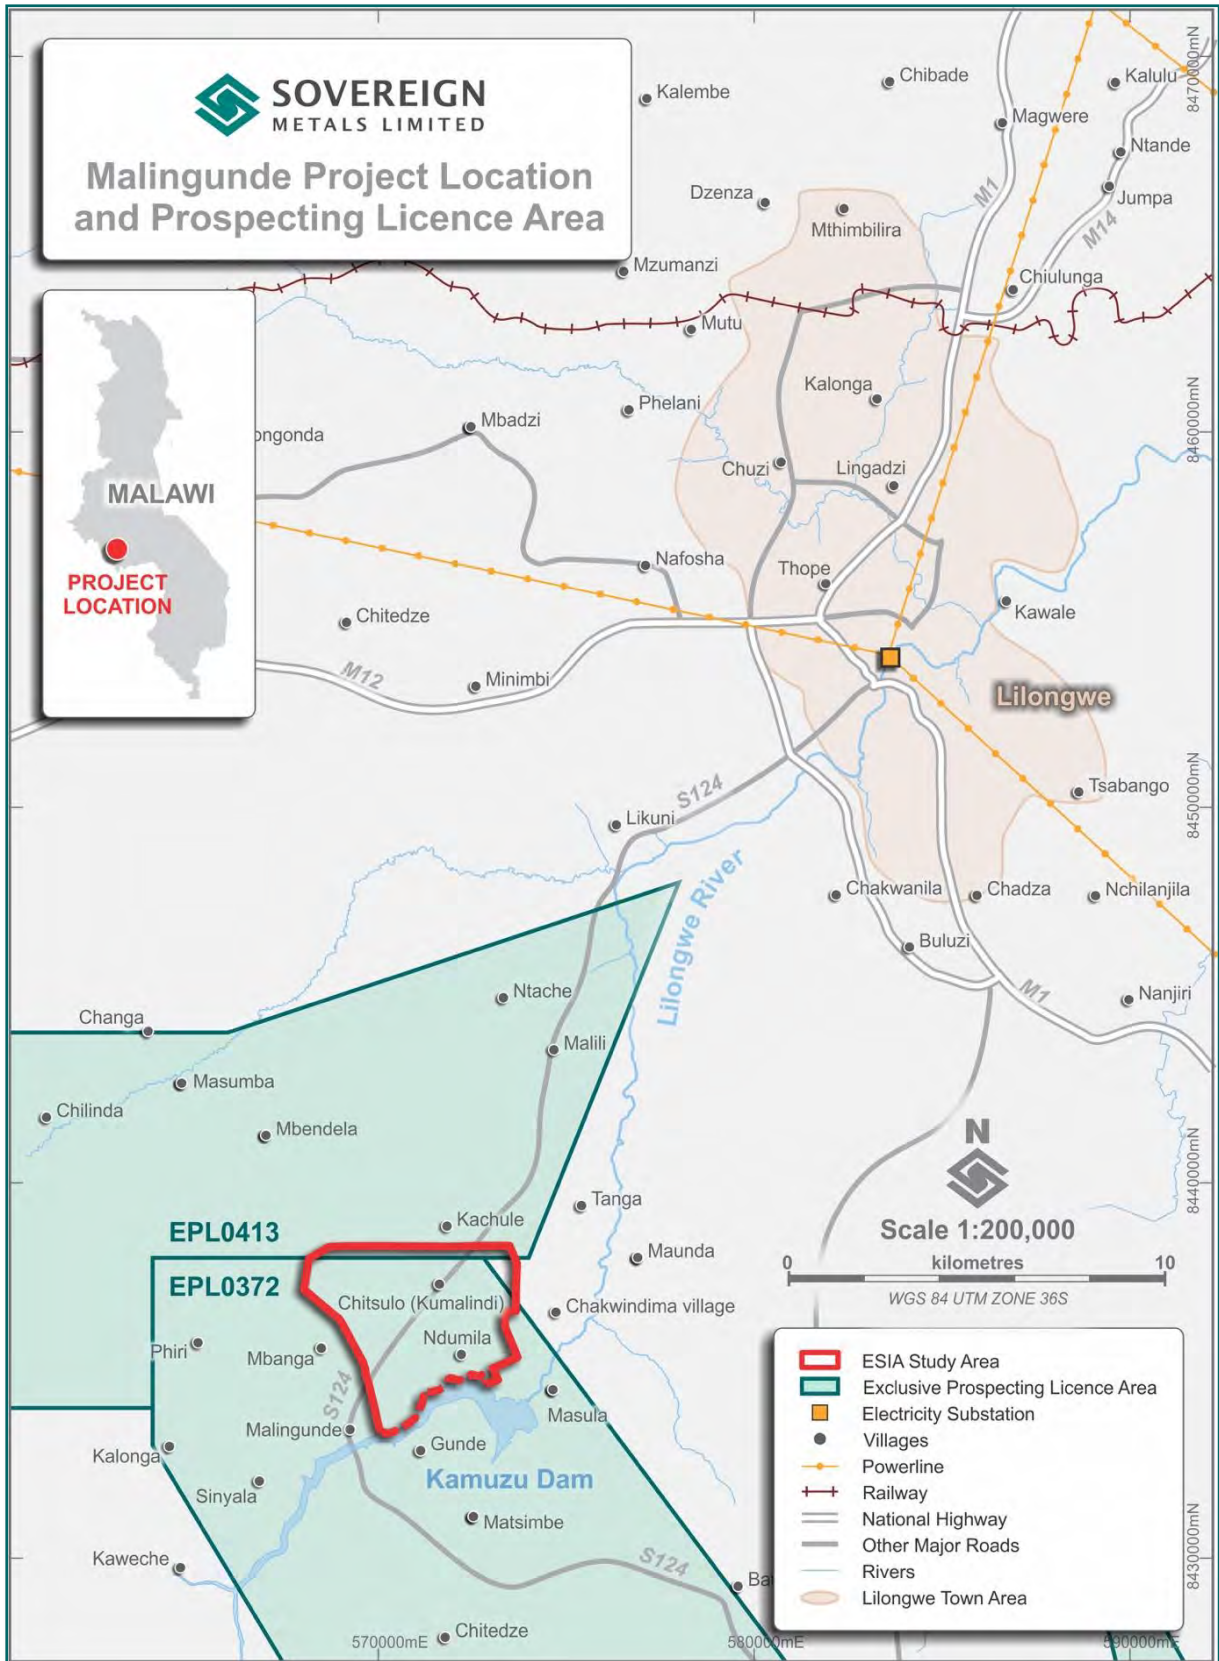 SOVEREIGN
METALS LIMITED
Malingunde Project Location
and Prospecting Licence Area
Kalembe
Chibade
Kalulu
8470000mN
Magwere
Ntande
Dzenza
M1
Jumpa
Mthimbilira
M14
Mzumanzi
Chiulunga
Mutu
Kalonga
Phelani
Mbadzi
ongonda
8460000mN
Chuzi
Lingadzi
MALAWI
PROJECT
LOCATION
Nafosha
Thope
Kawale
Chitedze
M12
Minimbi
Lilongwe
Tsabango
S124
Likuni
8450000mN
Lilongwe River
Chakwanila
Chadza
Nchilanjila
Buluzi
Ntache
M1
Nanjiri
Changa
Malili
Masumba
Chilinda
Mbendela
N
8440000mN
Tanga
EPL0413
Kachule
Scale 1:200,000
Maunda
kilometres
0
10
EPL0372
WGS 84 UTM ZONE 36S
Chitsulo (Kumalindi)
Chakwindima village
Phiri
Mbanga
Ndumila
ESIA Study Area
Exclusive Prospecting Licence Area
S124
Masula
Electricity Substation
Malingunde
Villages
Kalonga
Gunde
Powerline
Kamuzu Dam
Sinyala
Railway
Matsimbe
National Highway
Other Major Roads
Kaweche
S124
Rivers
8430000mN
Ba
Lilongwe Town Area
Chitedze
570000mE
580000mE
590000mE